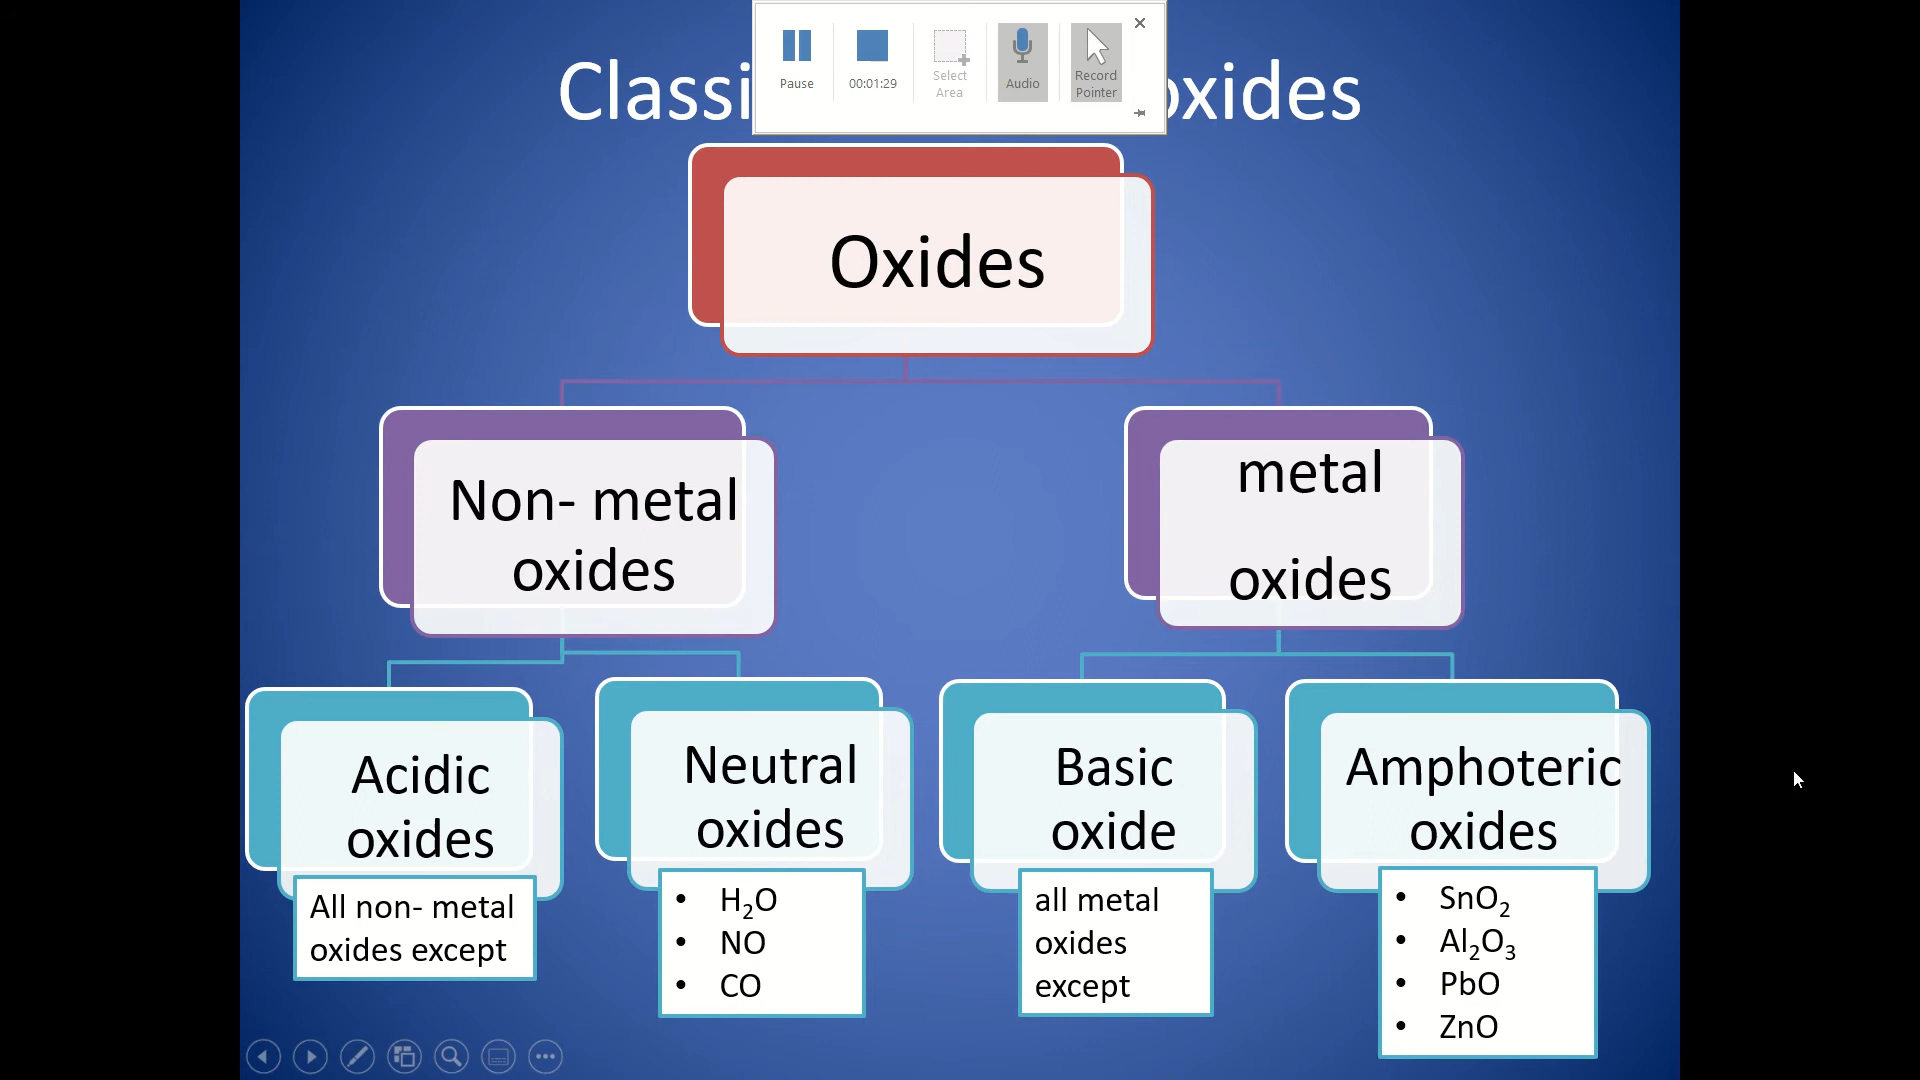 Pause
00:01:29
Select
Area
Audio
Record
Pointer
Classi oxides
Oxides
Non- metal
oxides
metal
oxides
Acidic
oxides
All non- metal
oxides except
Neutral
oxides
• H₂O
• NO
• CO
Basic
oxide
all metal
oxides
except
Amphoteric
oxides
• SnO₂
• Al₂O₃
• PbO
• ZnO